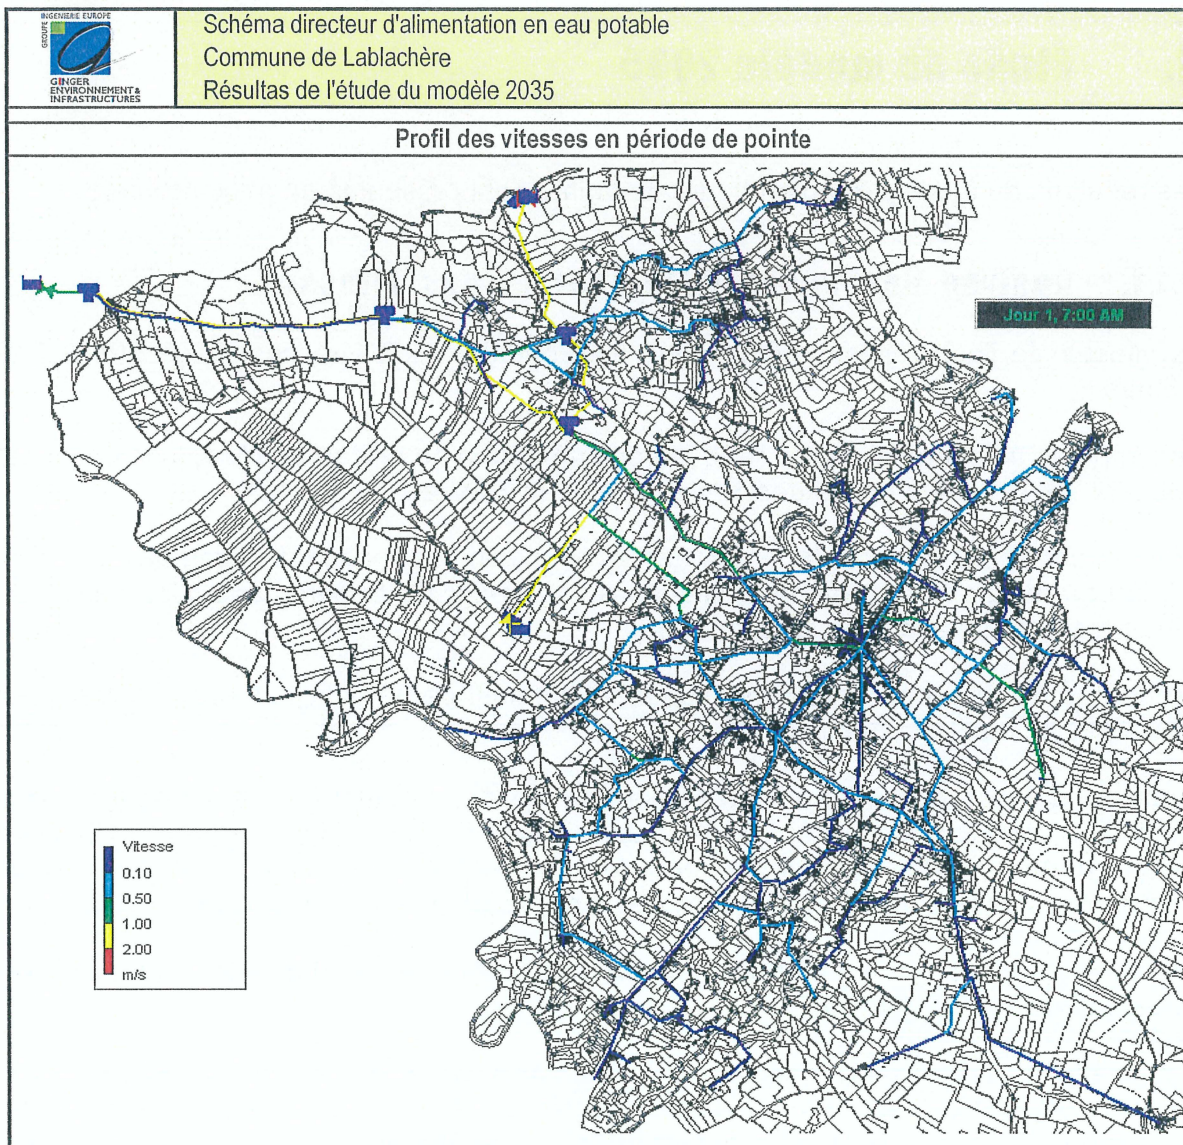 GROUPE INGENIERIE EUROPE
GINGER
ENVIRONNEMENT &
INFRASTRUCTURES
Schéma directeur d'alimentation en eau potable
Commune de Lablachère
Résultas de l'étude du modèle 2035
Profil des vitesses en période de pointe
Jour 1, 7:00 AM
Vitesse
0.10
0.50
1.00
2.00
m/s